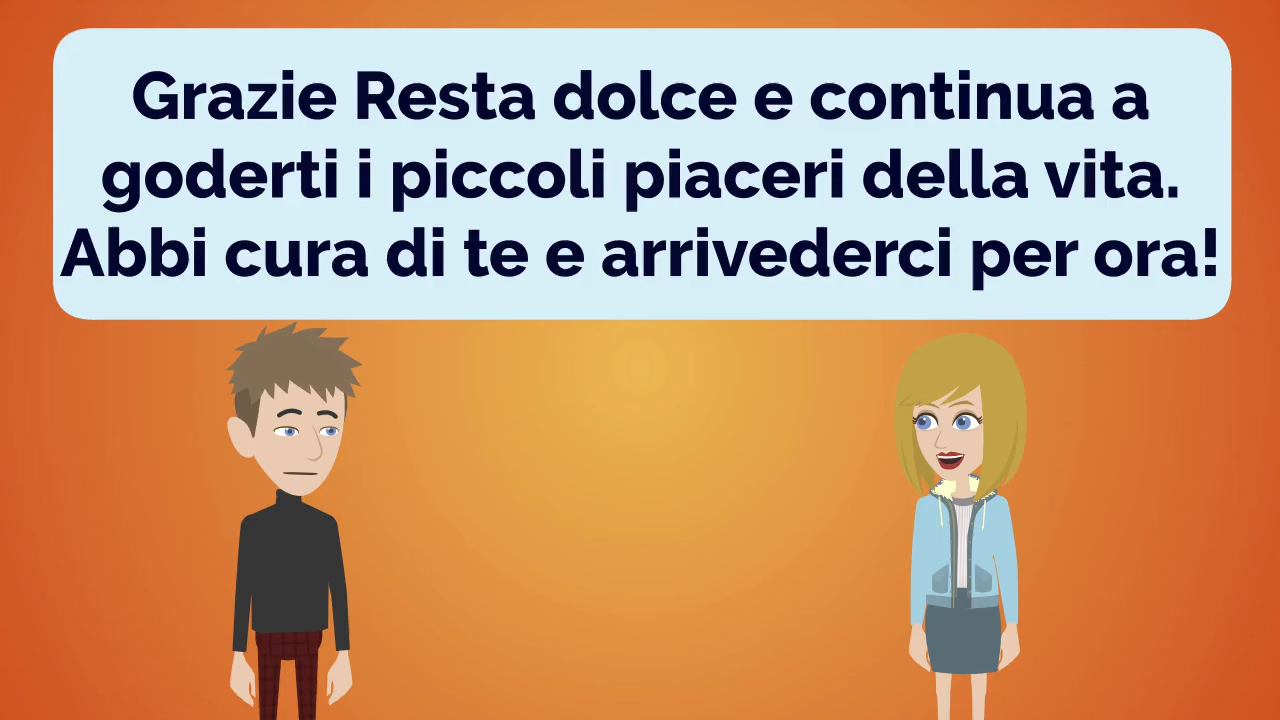 Grazie Resta dolce e continua a
goderti i piccoli piaceri della vita.
Abbi cura di te e arrivederci per ora!